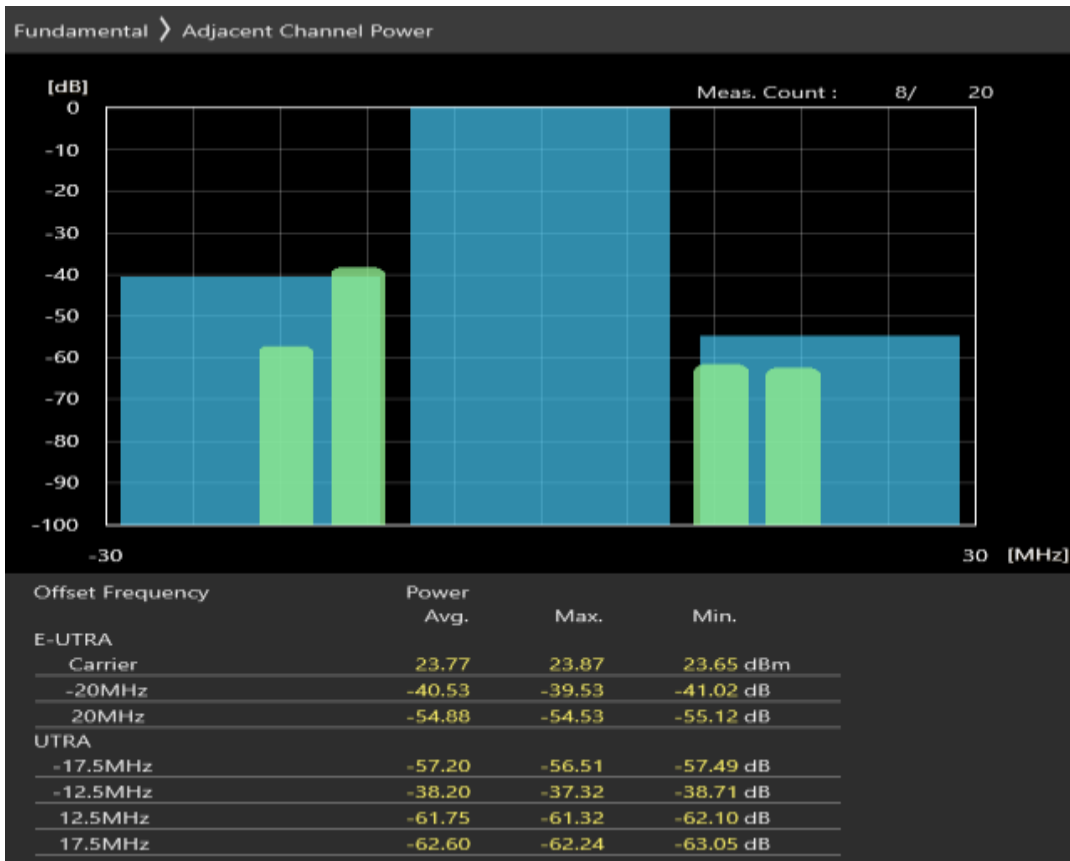 Fundamental 〉 Adjacent Channel Power
[dB]
Meas. Count : 8/ 20
0
-10
-20
-30
-40
-50
-60
-70
-80
-90
-100
-30 30 [MHz]
Offset Frequency Power
Avg. Max. Min.
E-UTRA
Carrier 23.77 23.87 23.65 dBm
-20MHz -40.53 -39.53 -41.02 dB
20MHz -54.88 -54.53 -55.12 dB
UTRA
-17.5MHz -57.20 -56.51 -57.49 dB
-12.5MHz -38.20 -37.32 -38.71 dB
12.5MHz -61.75 -61.32 -62.10 dB
17.5MHz -62.60 -62.24 -63.05 dB